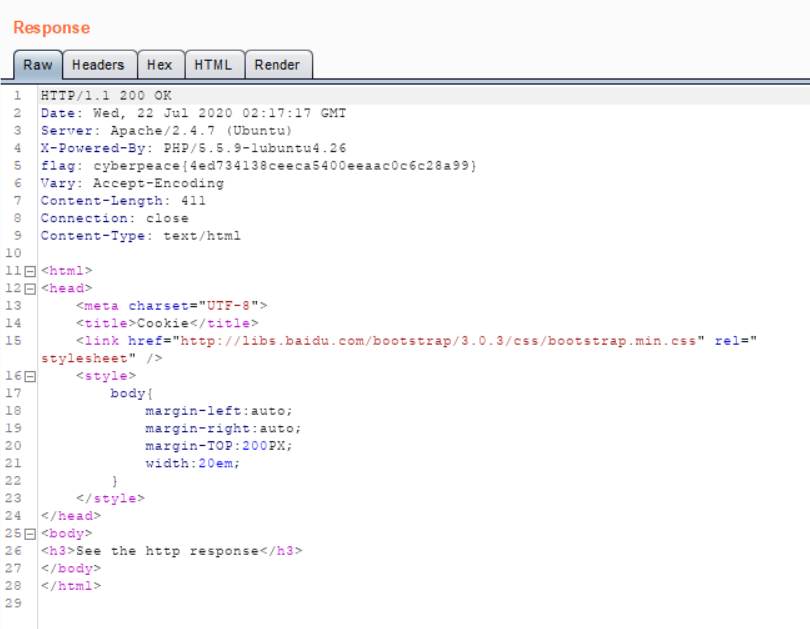 Response
Raw Headers Hex HTML Render
1 HTTP/1.1 200 OK
2 Date: Wed, 22 Jul 2020 02:17:17 GMT
3 Server: Apache/2.4.7 (Ubuntu)
4 X-Powered-By: PHP/5.5.9-1ubuntu4.26
5 flag: cyberpeace{4ed734138ceeca5400eeaac0c6c28a99}
6 Vary: Accept-Encoding
7 Content-Length: 411
8 Connection: close
9 Content-Type: text/html
10
11 <html>
12 <head>
13 <meta charset="UTF-8">
14 <title>Cookie</title>
15 <link href="http://libs.baidu.com/bootstrap/3.0.3/css/bootstrap.min.css" rel="
stylesheet" />
16 <style>
17 body{
18 margin-left:auto;
19 margin-right:auto;
20 margin-TOP:200PX;
21 width:20em;
22 }
23 </style>
24 </head>
25 <body>
26 <h3>See the http response</h3>
27 </body>
28 </html>
29